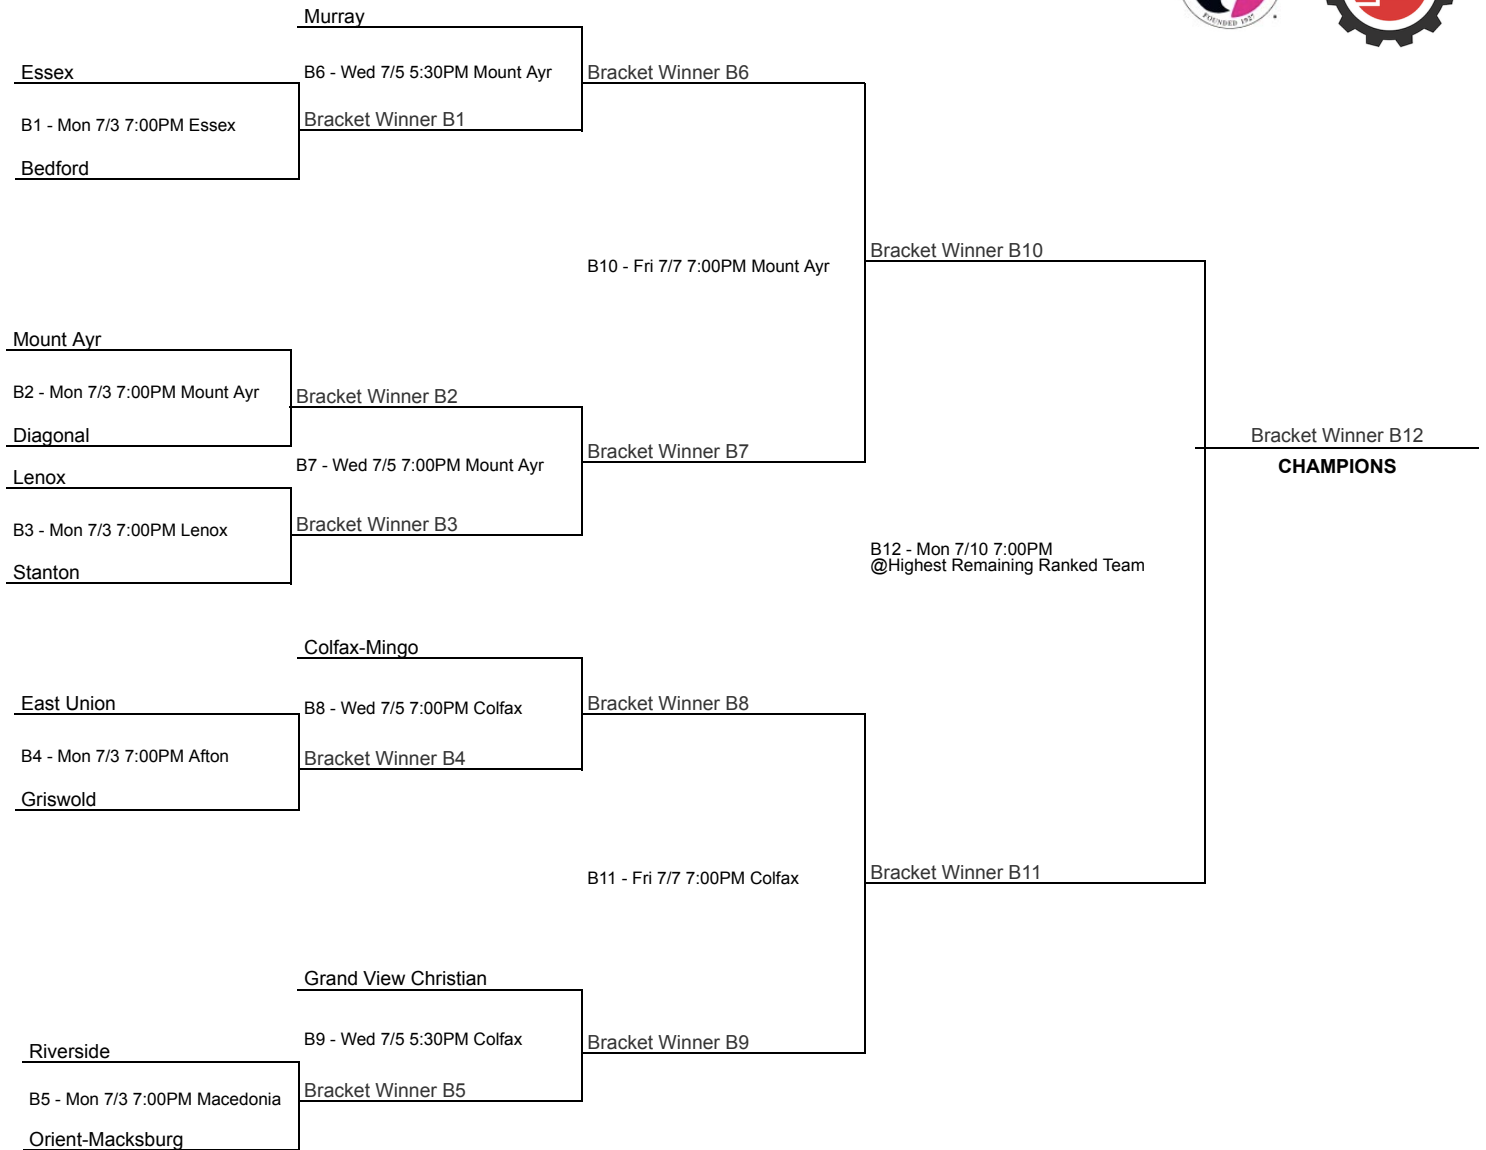 FOUNDED 1925
Murray
Essex
B6 - Wed 7/5 5:30PM Mount Ayr
Bracket Winner B6
B1 - Mon 7/3 7:00PM Essex
Bracket Winner B1
Bedford
B10 - Fri 7/7 7:00PM Mount Ayr
Bracket Winner B10
Mount Ayr
B2 - Mon 7/3 7:00PM Mount Ayr
Bracket Winner B2
Diagonal
B7 - Wed 7/5 7:00PM Mount Ayr
Bracket Winner B7
Bracket Winner B12
CHAMPIONS
Lenox
B3 - Mon 7/3 7:00PM Lenox
Bracket Winner B3
Stanton
B12 - Mon 7/10 7:00PM
@Highest Remaining Ranked Team
Colfax-Mingo
East Union
B8 - Wed 7/5 7:00PM Colfax
Bracket Winner B8
B4 - Mon 7/3 7:00PM Afton
Bracket Winner B4
Griswold
B11 - Fri 7/7 7:00PM Colfax
Bracket Winner B11
Grand View Christian
Riverside
B9 - Wed 7/5 5:30PM Colfax
Bracket Winner B9
B5 - Mon 7/3 7:00PM Macedonia
Bracket Winner B5
Orient-Macksburg